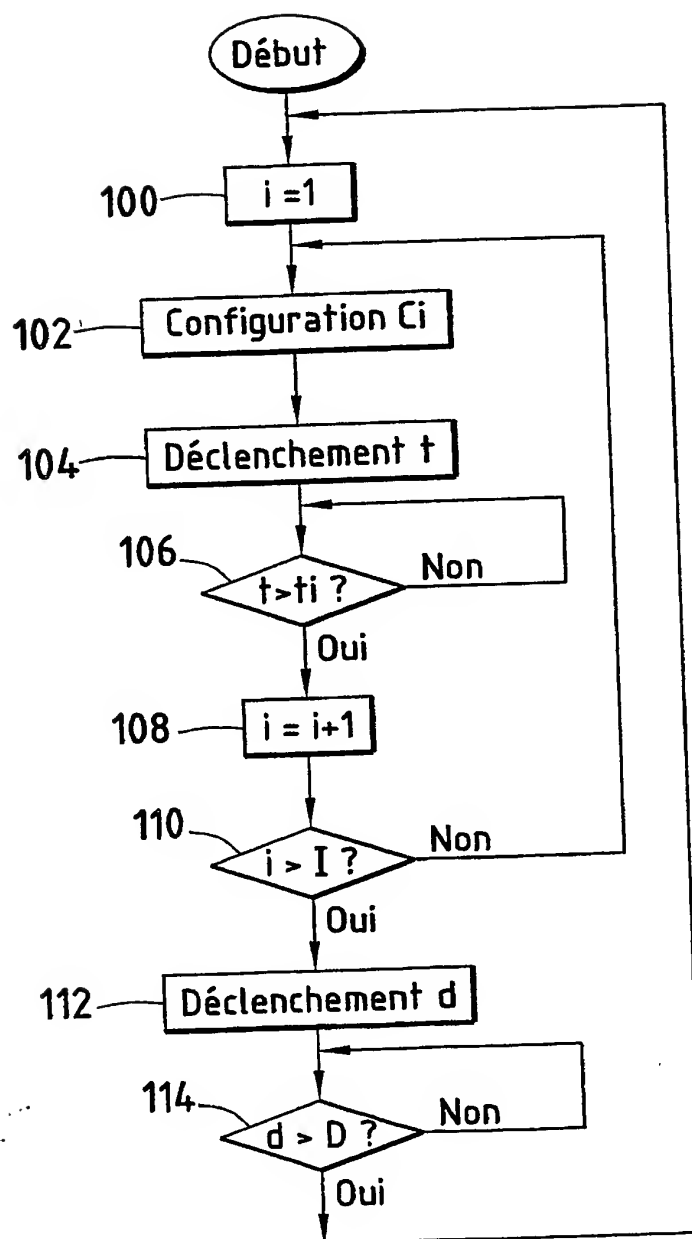 Début
100
i =1
102
Configuration Ci
104
Déclenchement t
106
t>ti ?
Non
Oui
108
i = i+1
110
i > I ?
Non
Oui
112
Déclenchement d
114
d > D ?
Non
Oui